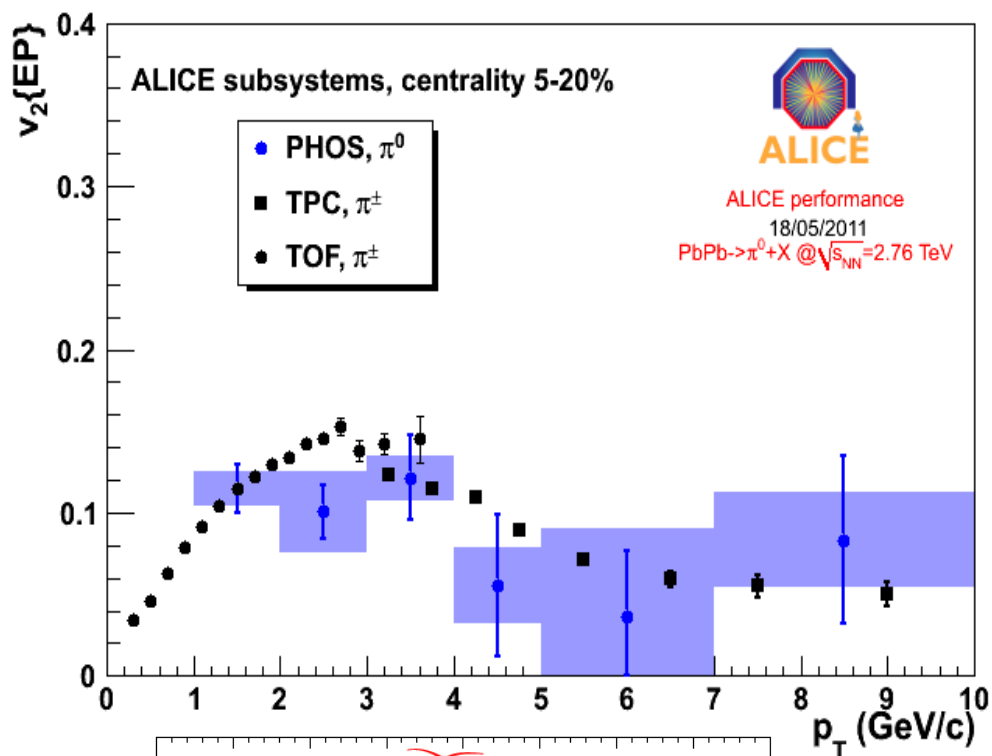 v₂{EP}
0.4
0.3
0.2
0.1
0
ALICE subsystems, centrality 5-20%
PHOS, π⁰
TPC, π±
TOF, π±
ALICE
ALICE performance
18/05/2011
PbPb->π⁰+X @√s_NN=2.76 TeV
0 1 2 3 4 5 6 7 8 9 10
p_T (GeV/c)